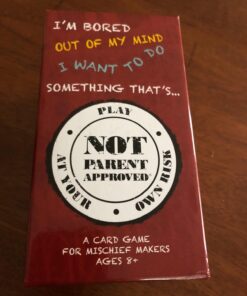 I'M BORED
OUT OF MY MIND
I WANT TO DO
SOMETHING THAT'S...
PLAY
NOT
PARENT
APPROVED
AT YOUR
OWN RISK
A CARD GAME
FOR MISCHIEF MAKERS
AGES 8+